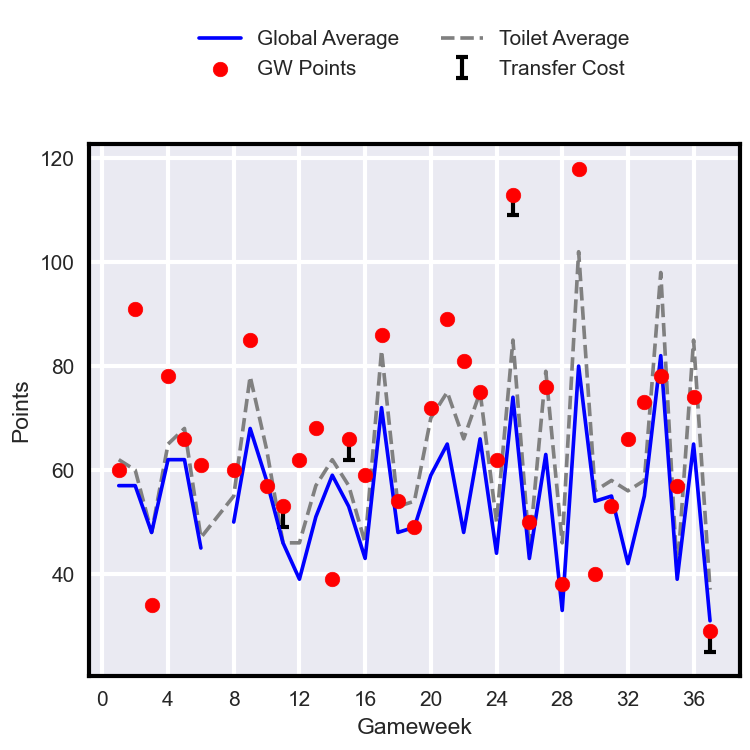 Global Average
GW Points
Toilet Average
Transfer Cost
120
100
80
60
40
Points
0 4 8 12 16 20 24 28 32 36
Gameweek